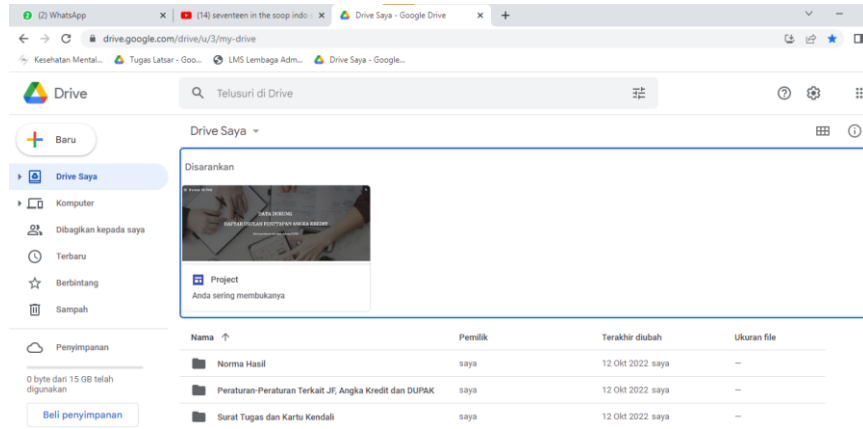 (2) WhatsApp
(14) seventeen in the soop indo
Drive Saya - Google Drive
drive.google.com/drive/u/3/my-drive
Kesehatan Mental... Tugas Latsar - Goo... LMS Lembaga Adm... Drive Saya - Google...
Drive
Telusuri di Drive
Baru
Drive Saya
Komputer
Dibagikan kepada saya
Terbaru
Berbintang
Sampah
Penyimpanan
0 byte dari 15 GB telah
digunakan
Beli penyimpanan
Drive Saya
Disarankan
DATA DUKUNG
DAFTAR USULAN PENETAPAN ANGKA KREDIT
Project
Anda sering membukanya
Nama Pemilik Terakhir diubah Ukuran file
Norma Hasil saya 12 Okt 2022 saya —
Peraturan-Peraturan Terkait JF, Angka Kredit dan DUPAK saya 12 Okt 2022 saya —
Surat Tugas dan Kartu Kendali saya 12 Okt 2022 saya —